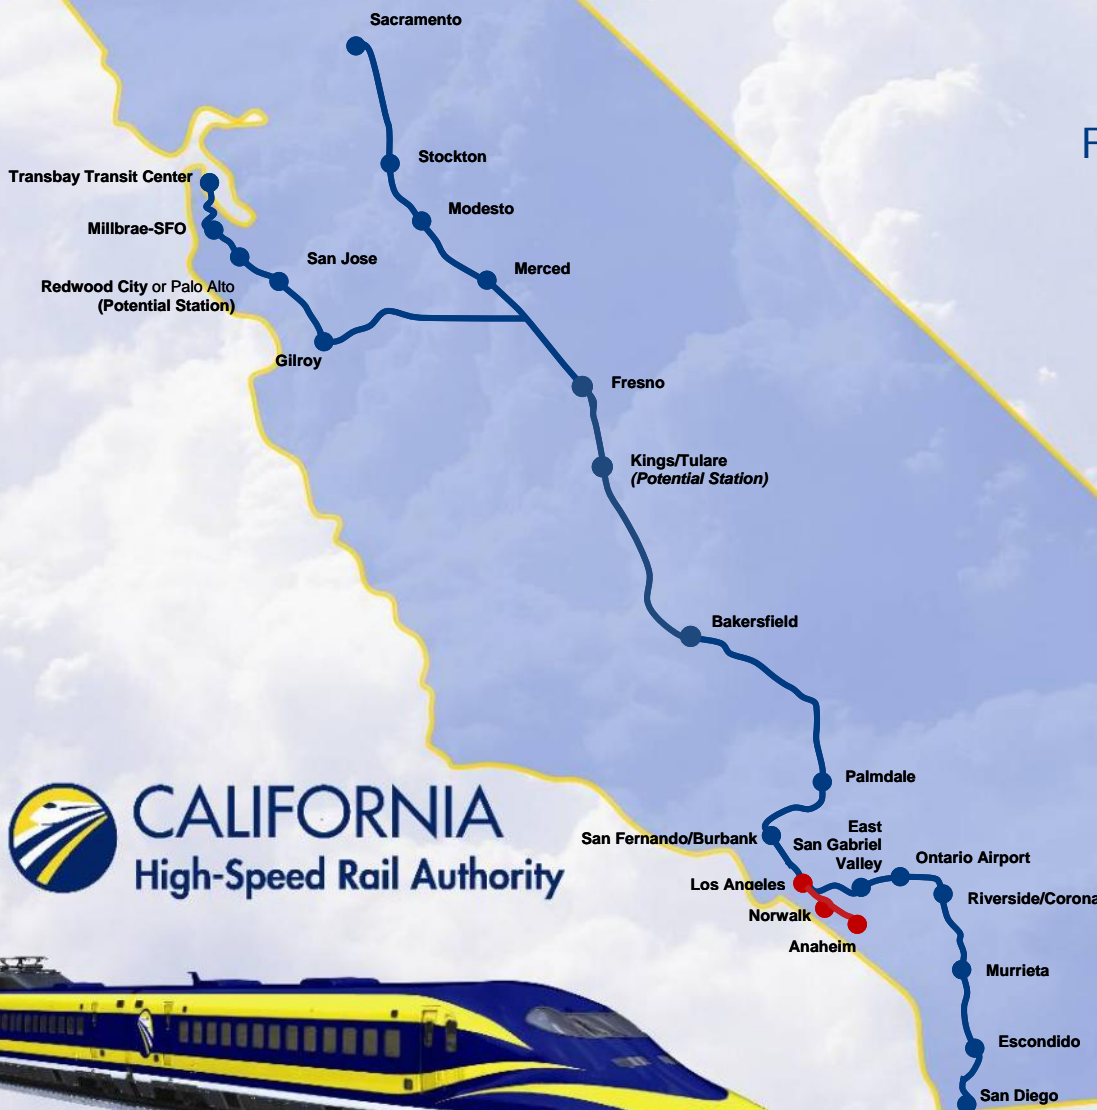 Sacramento
F
Stockton
Transbay Transit Center
Modesto
Millbrae-SFO
San Jose
Merced
Redwood City or Palo Alto
(Potential Station)
Gilroy
Fresno
Kings/Tulare
(Potential Station)
Bakersfield
Palmdale
CALIFORNIA
High-Speed Rail Authority
San Fernando/Burbank
East
San Gabriel
Valley
Ontario Airport
Los Angeles
Riverside/Corona
Norwalk
Anaheim
Murrieta
Escondido
San Diego